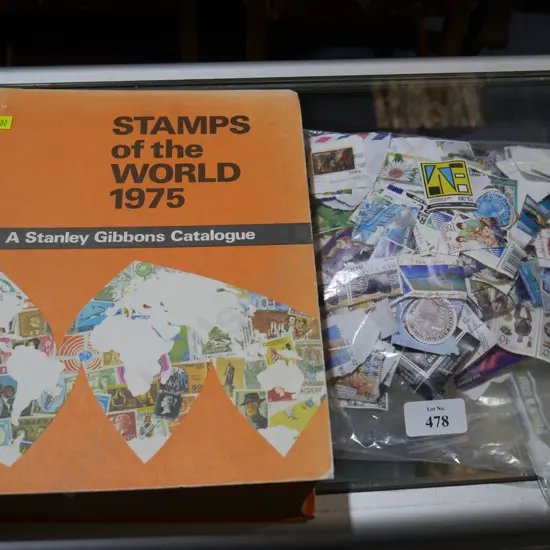 80
STAMPS
of the
WORLD
1975
A Stanley Gibbons Catalogue
Lot No.
478